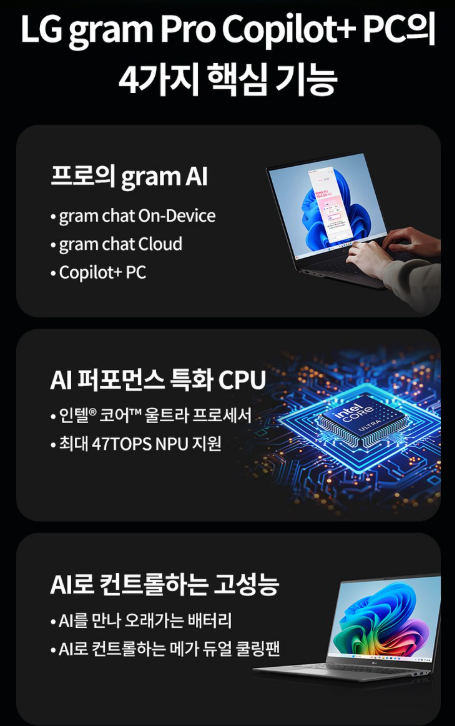 LG gram Pro Copilot+ PC의
4가지 핵심 기능
프로의 gram AI
• gram chat On-Device
• gram chat Cloud
• Copilot+ PC
AI 퍼포먼스 특화 CPU
• 인텔® 코어™ 울트라 프로세서
• 최대 47TOPS NPU 지원
intel
CORE
ULTRA
AI로 컨트롤하는 고성능
• AI를 만나 오래가는 배터리
• AI로 컨트롤하는 메가 듀얼 쿨링팬